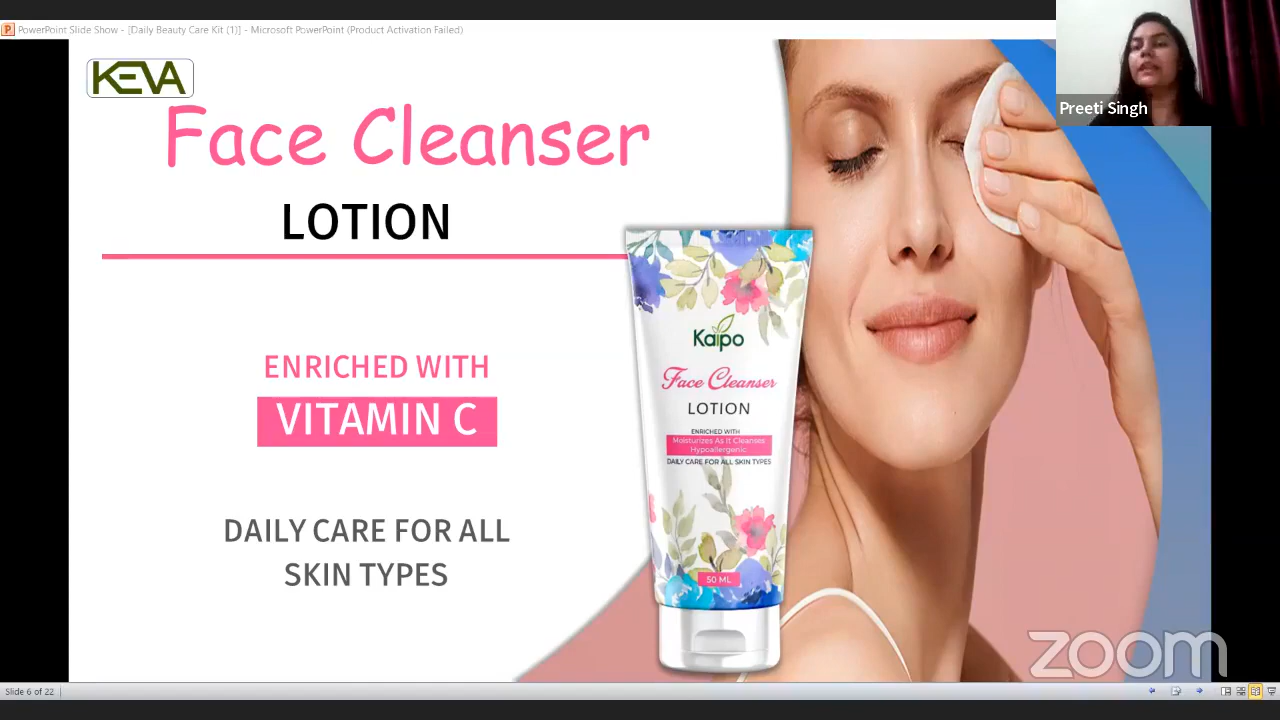 PowerPoint Slide Show - [Daily Beauty Care Kit (1)] - Microsoft PowerPoint (Product Activation Failed)
KEVA
Face Cleanser
LOTION
ENRICHED WITH
VITAMIN C
DAILY CARE FOR ALL
SKIN TYPES
Kaipo
Face Cleanser
LOTION
ENRICHED WITH
Moisturizes As It Cleanses
Hypoallergenic
DAILY CARE FOR ALL SKIN TYPES
50 ML
Preeti Singh
zoom
Slide 6 of 22